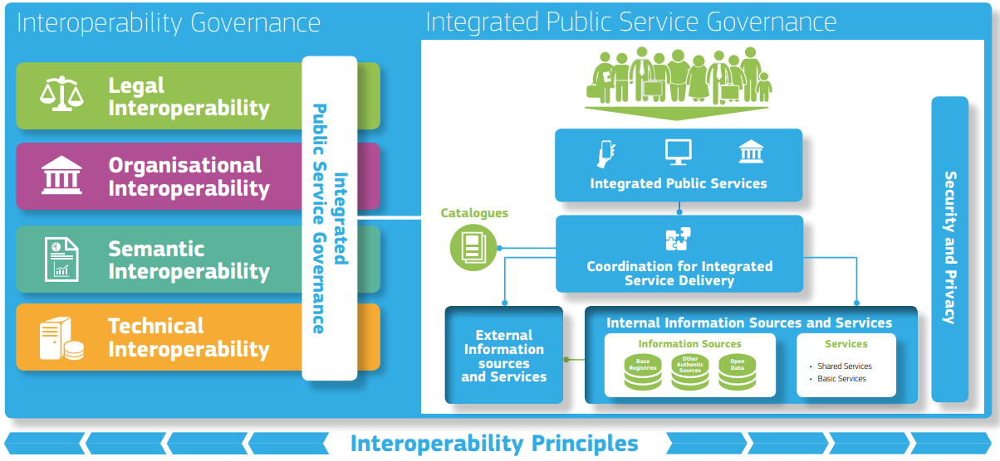 Interoperability Governance
Integrated Public Service Governance
Legal
Interoperability
Organisational
Interoperability
Semantic
Interoperability
Technical
Interoperability
Integrated
Public Service Governance
Integrated Public Services
Catalogues
Coordination for Integrated
Service Delivery
External
Information
sources
and Services
Internal Information Sources and Services
Information Sources
Base
Registries
Other
Authentic
Sources
Open
Data
Services
• Shared Services
• Basic Services
Security and Privacy
Interoperability Principles